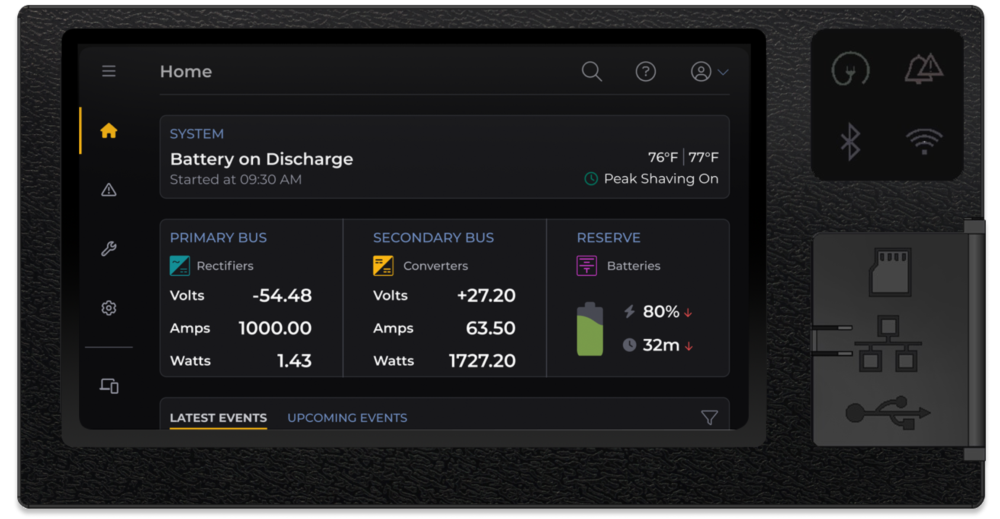 Home
SYSTEM
Battery on Discharge
76°F | 77°F
Started at 09:30 AM
Peak Shaving On
PRIMARY BUS
Rectifiers
Volts -54.48
Amps 1000.00
Watts 1.43
SECONDARY BUS
Converters
Volts +27.20
Amps 63.50
Watts 1727.20
RESERVE
Batteries
80%
32m
LATEST EVENTS
UPCOMING EVENTS